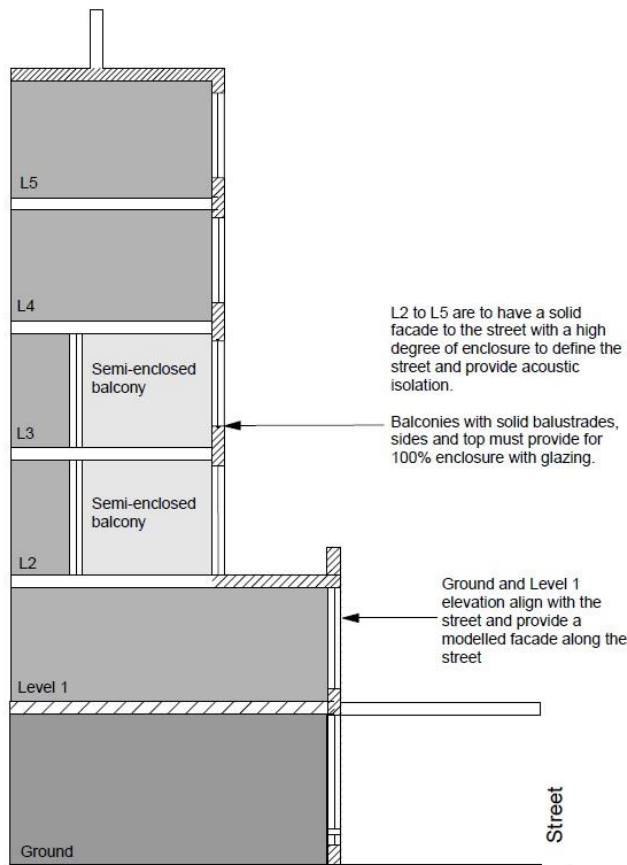 L5
L4
L2 to L5 are to have a solid
facade to the street with a high
degree of enclosure to define the
street and provide acoustic
isolation.
Semi-enclosed
balcony
L3
Balconies with solid balustrades,
sides and top must provide for
100% enclosure with glazing.
Semi-enclosed
balcony
L2
Ground and Level 1
elevation align with the
street and provide a
modelled facade along the
street
Level 1
Street
Ground